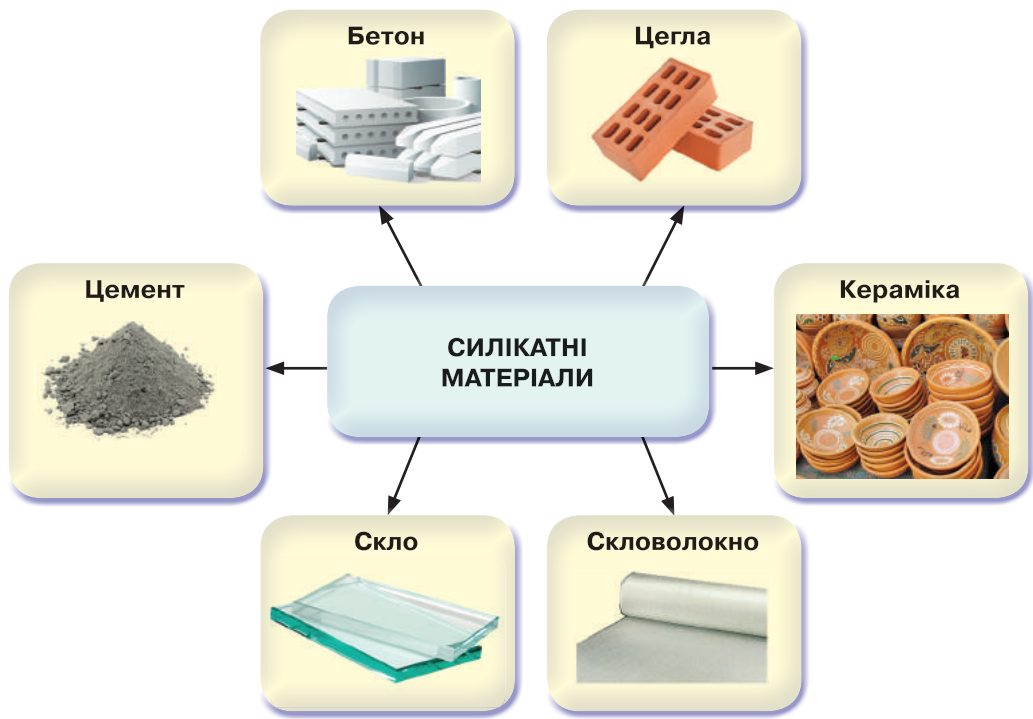 Бетон
Цегла
Цемент
СИЛІКАТНІ
МАТЕРІАЛИ
Кераміка
Скло
Скловолокно